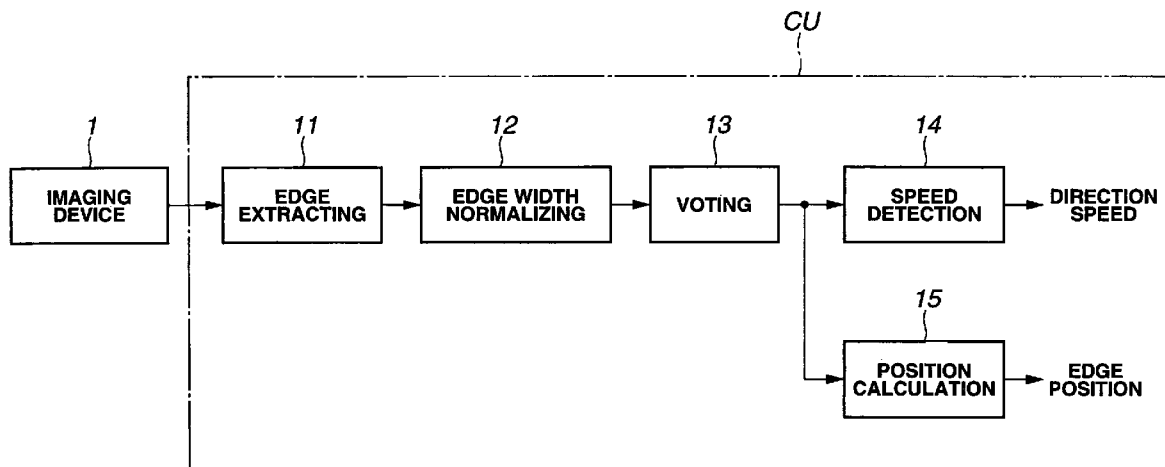 CU
1
11
12
13
14
IMAGING
DEVICE
EDGE
EXTRACTING
EDGE WIDTH
NORMALIZING
VOTING
SPEED
DETECTION
DIRECTION
SPEED
15
POSITION
CALCULATION
EDGE
POSITION